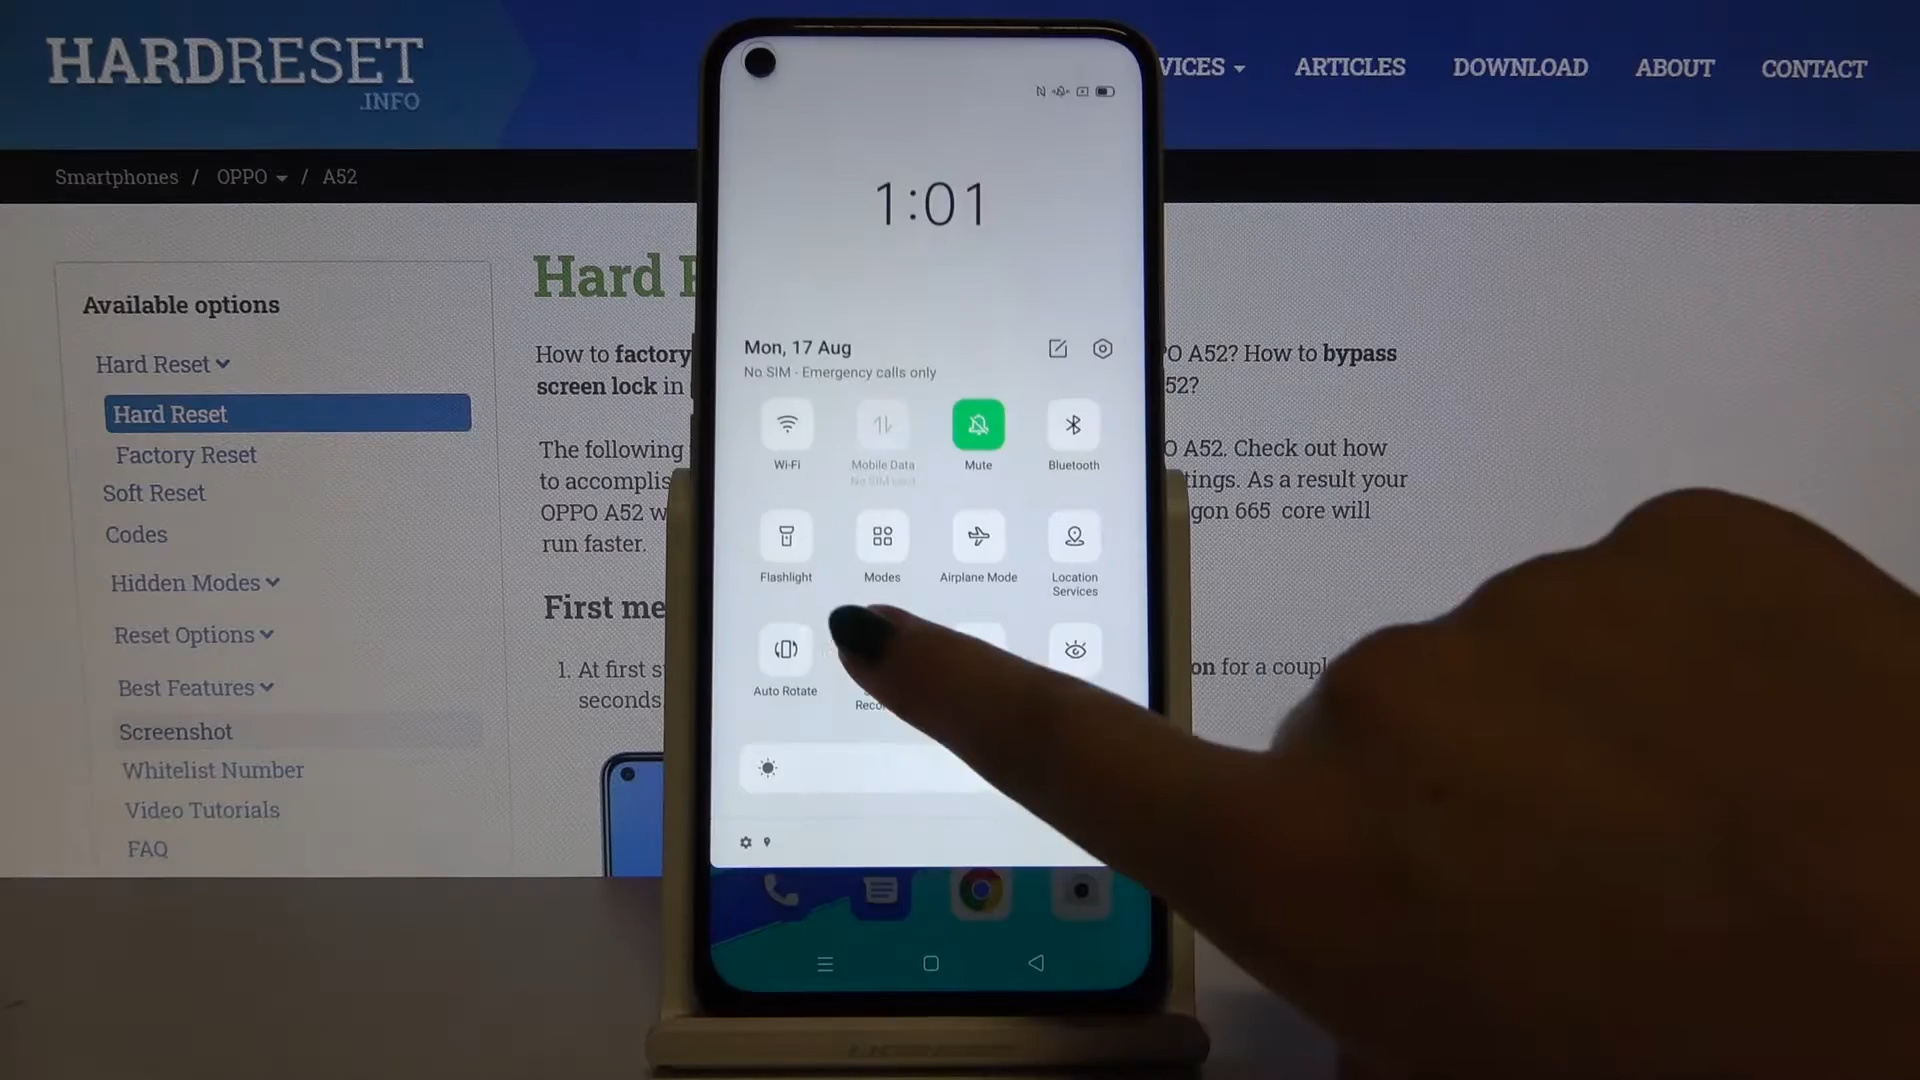 HARDRESET
.INFO
VICES
ARTICLES
DOWNLOAD
ABOUT
CONTACT
Smartphones / OPPO / A52
Available options
Hard Reset
Hard Reset
Factory Reset
Soft Reset
Codes
Hidden Modes
Reset Options
Best Features
Screenshot
Whitelist Number
Video Tutorials
FAQ
Hard
How to factory
O A52? How to bypass
screen lock in
52?
The following
O A52. Check out how
to accomplis
tings. As a result your
OPPO A52 w
gon 665 core will
run faster.
First me
1. At first s
on for a coupl
seconds
1:01
Mon, 17 Aug
No SIM - Emergency calls only
Wi-Fi
Mobile Data
No SIM card
Mute
Bluetooth
Flashlight
Modes
Airplane Mode
Location
Services
Auto Rotate
Reco